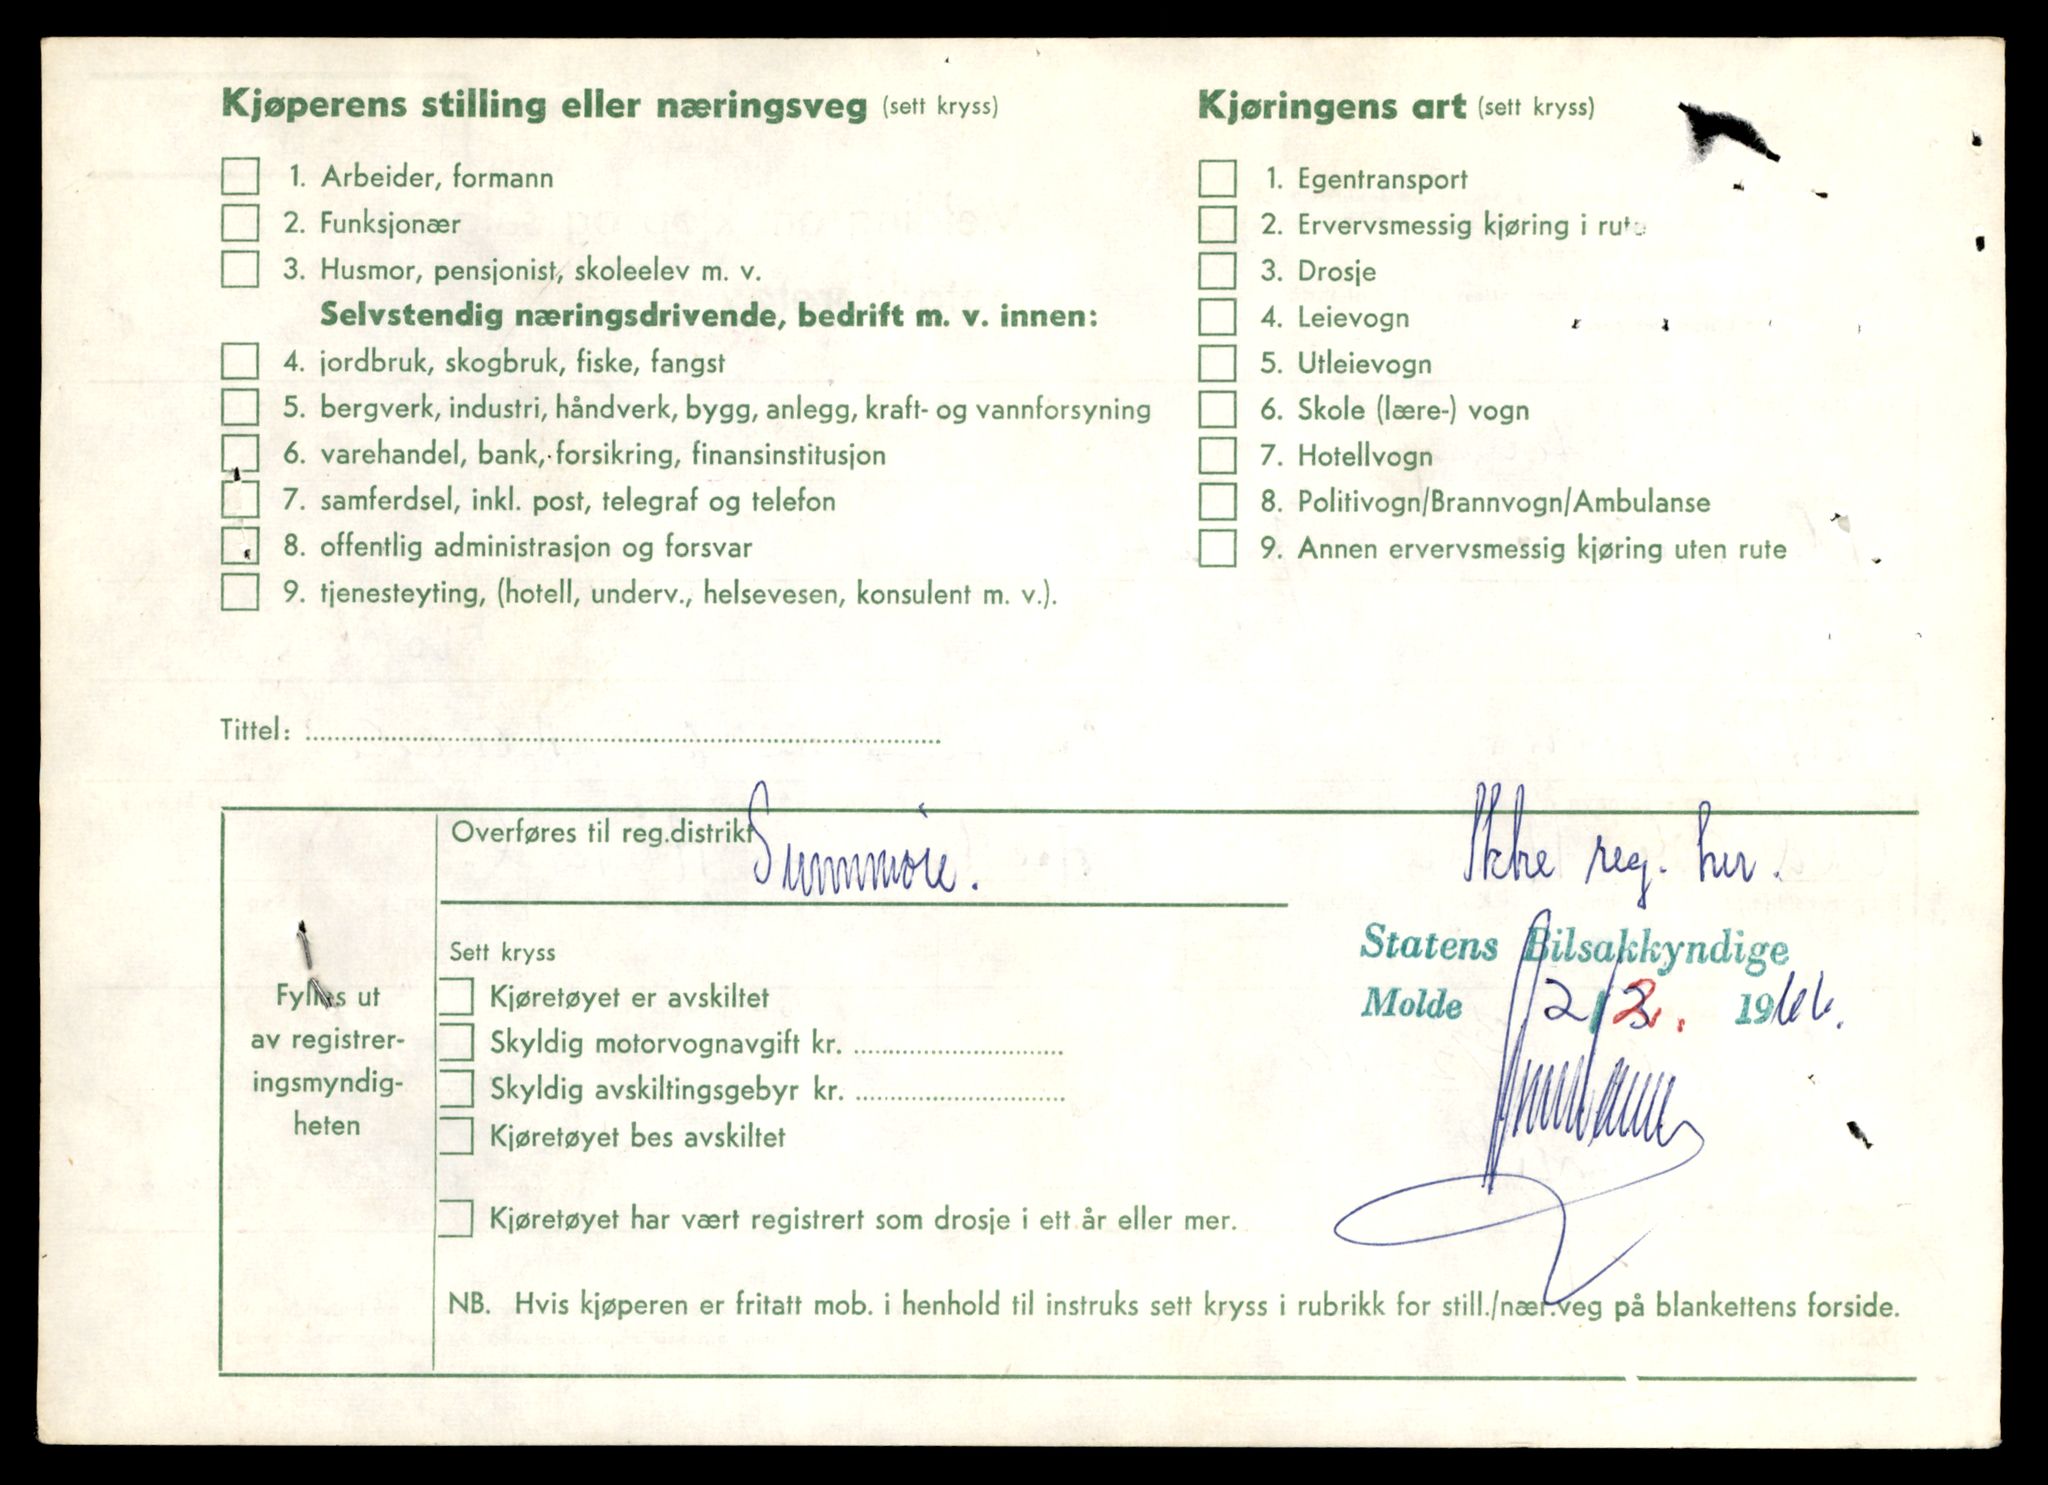 Kjøperens stilling eller næringsveg (sett kryss)
1. Arbeider, formann
2. Funksjonær
3. Husmor, pensjonist, skoleelev m. v.
Selvstendig næringsdrivende, bedrift m. v. innen:
4. jordbruk, skogbruk, fiske, fangst
5. bergverk, industri, håndverk, bygg, anlegg, kraft- og vannforsyning
6. varehandel, bank, forsikring, finansinstitusjon
7. samferdsel, inkl. post, telegraf og telefon
8. offentlig administrasjon og forsvar
9. tjenesteyting, (hotell, underv., helsevesen, konsulent m. v.).
Kjøringens art (sett kryss)
1. Egentransport
2. Ervervsmessig kjøring i rute
3. Drosje
4. Leievogn
5. Utleievogn
6. Skole (lære-) vogn
7. Hotellvogn
8. Politivogn/Brannvogn/Ambulanse
9. Annen ervervsmessig kjøring uten rute
Tittel:
Fylles ut
av registrer-
ingsmyndig-
heten
Overføres til reg.distrikt Sunnmøre.
Ikke reg. her.
Sett kryss
Kjøretøyet er avskiltet
Skyldig motorvognavgift kr.
Skyldig avskiltingsgebyr kr.
Kjøretøyet bes avskiltet
Kjøretøyet har vært registrert som drosje i ett år eller mer.
Statens Bilsakkyndige
Molde 2/2. 1966.
NB. Hvis kjøperen er fritatt mob. i henhold til instruks sett kryss i rubrikk for still./nær.veg på blankettens forside.